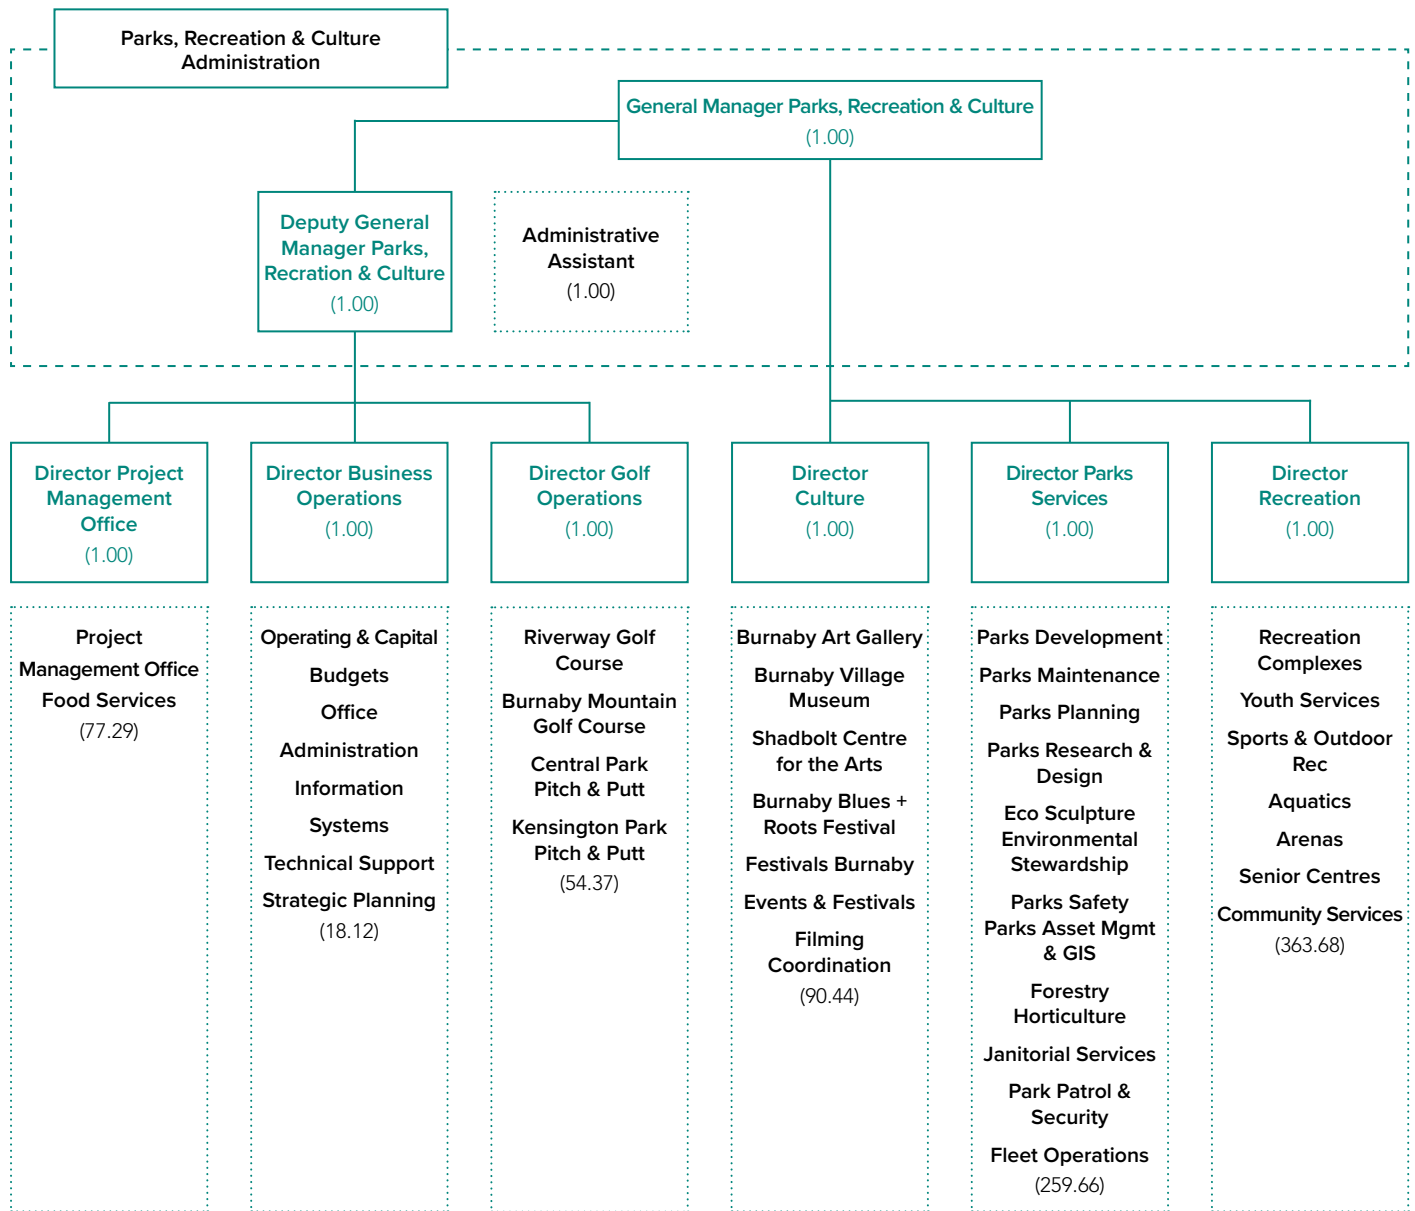 Parks, Recreation & Culture
Administration
General Manager Parks, Recreation & Culture
(1.00)
Deputy General
Manager Parks,
Recration & Culture
(1.00)
Administrative
Assistant
(1.00)
Director Project
Management
Office
(1.00)
Director Business
Operations
(1.00)
Director Golf
Operations
(1.00)
Director
Culture
(1.00)
Director Parks
Services
(1.00)
Director
Recreation
(1.00)
Project
Management Office
Food Services
(77.29)
Operating & Capital
Budgets
Office
Administration
Information
Systems
Technical Support
Strategic Planning
(18.12)
Riverway Golf
Course
Burnaby Mountain
Golf Course
Central Park
Pitch & Putt
Kensington Park
Pitch & Putt
(54.37)
Burnaby Art Gallery
Burnaby Village
Museum
Shadbolt Centre
for the Arts
Burnaby Blues +
Roots Festival
Festivals Burnaby
Events & Festivals
Filming
Coordination
(90.44)
Parks Development
Parks Maintenance
Parks Planning
Parks Research &
Design
Eco Sculpture
Environmental
Stewardship
Parks Safety
Parks Asset Mgmt
& GIS
Forestry
Horticulture
Janitorial Services
Park Patrol &
Security
Fleet Operations
(259.66)
Recreation
Complexes
Youth Services
Sports & Outdoor
Rec
Aquatics
Arenas
Senior Centres
Community Services
(363.68)